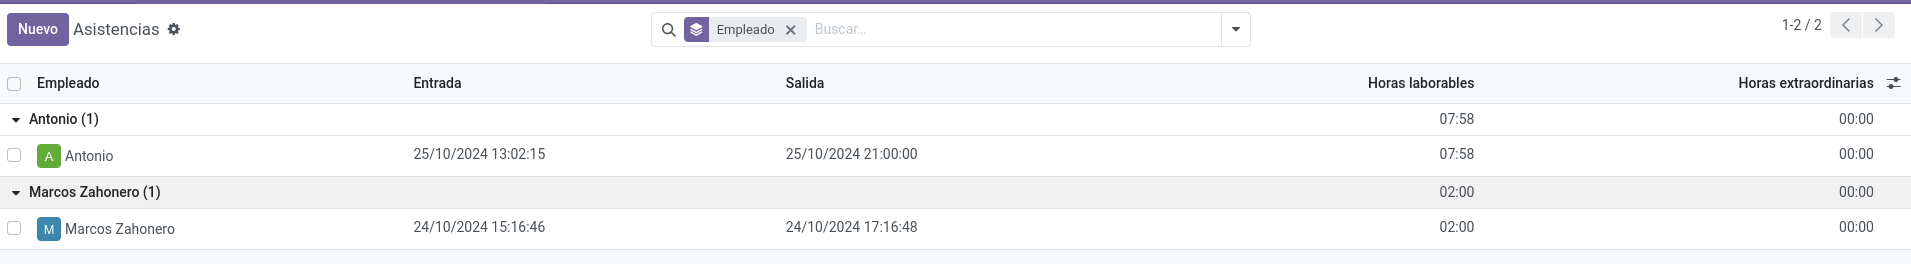 Nuevo Asistencias Empleado Buscar... 1-2 / 2
Empleado Entrada Salida Horas laborables Horas extraordinarias
Antonio (1) 07:58 00:00
A Antonio 25/10/2024 13:02:15 25/10/2024 21:00:00 07:58 00:00
Marcos Zahonero (1) 02:00 00:00
M Marcos Zahonero 24/10/2024 15:16:46 24/10/2024 17:16:48 02:00 00:00